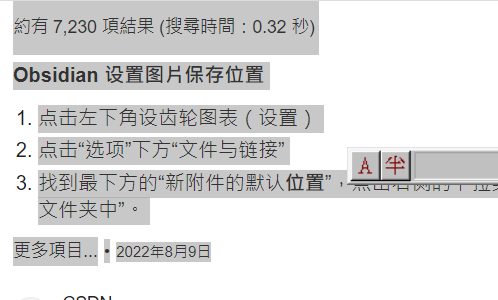 約有 7,230 項結果 (搜尋時間：0.32 秒)
Obsidian 设置图片保存位置
1. 点击左下角设齿轮图表（设置）
2. 点击“选项”下方“文件与链接”
3. 找到最下方的“新附件的默认位置”，
A 半
文件夹中”。
更多項目... • 2022年8月9日